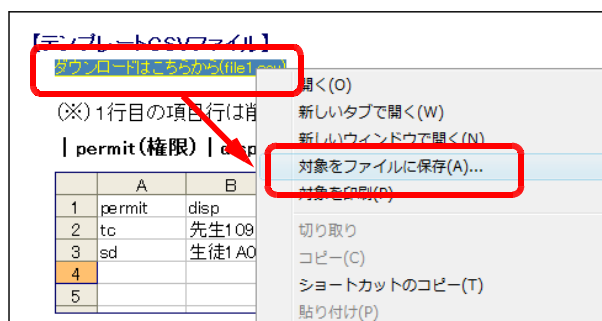 【テンプレートCSVファイル】
ダウンロードはこちらから(file1.csv)
(※)1行目の項目行は削
| permit(権限) | disp
A B
1 permit disp
2 tc 先生109
3 sd 生徒1A0
4
5
開く(O)
新しいタブで開く(W)
新しいウィンドウで開く(N)
対象をファイルに保存(A)...
対象を印刷(P)
切り取り
コピー(C)
ショートカットのコピー(T)
貼り付け(P)